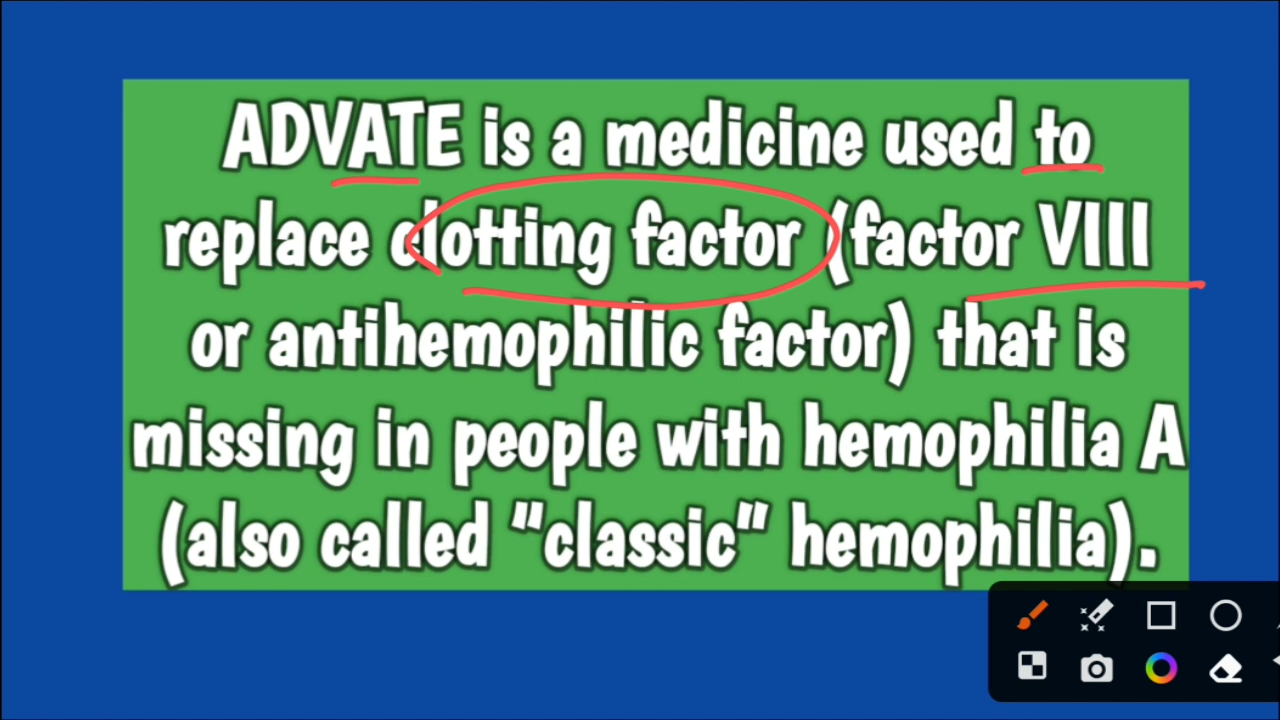 ADVATE is a medicine used to
replace clotting factor (factor VIII
or antihemophilic factor) that is
missing in people with hemophilia A
(also called "classic" hemophilia).